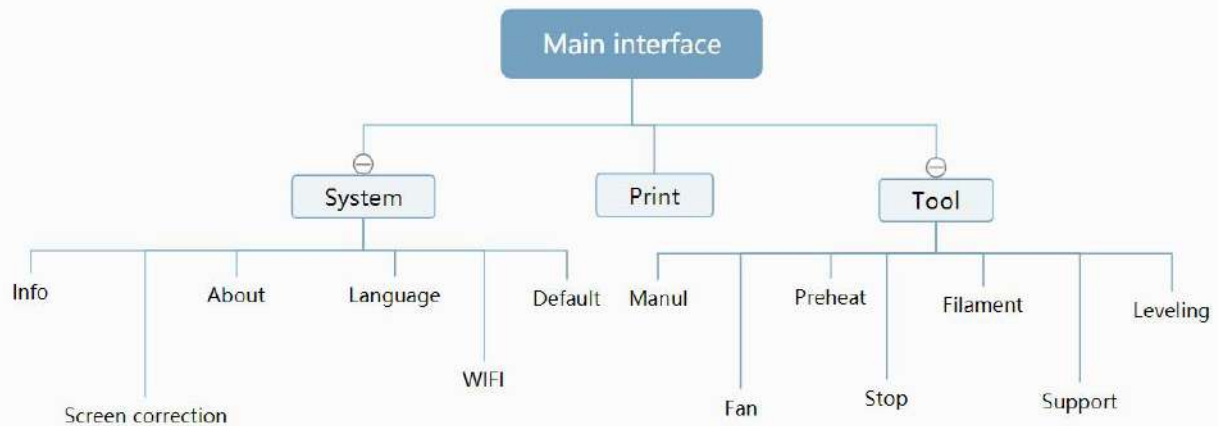 Main interface
System
Print
Tool
Info
About
Language
Default
Manul
Preheat
Filament
Leveling
WIFI
Screen correction
Fan
Stop
Support